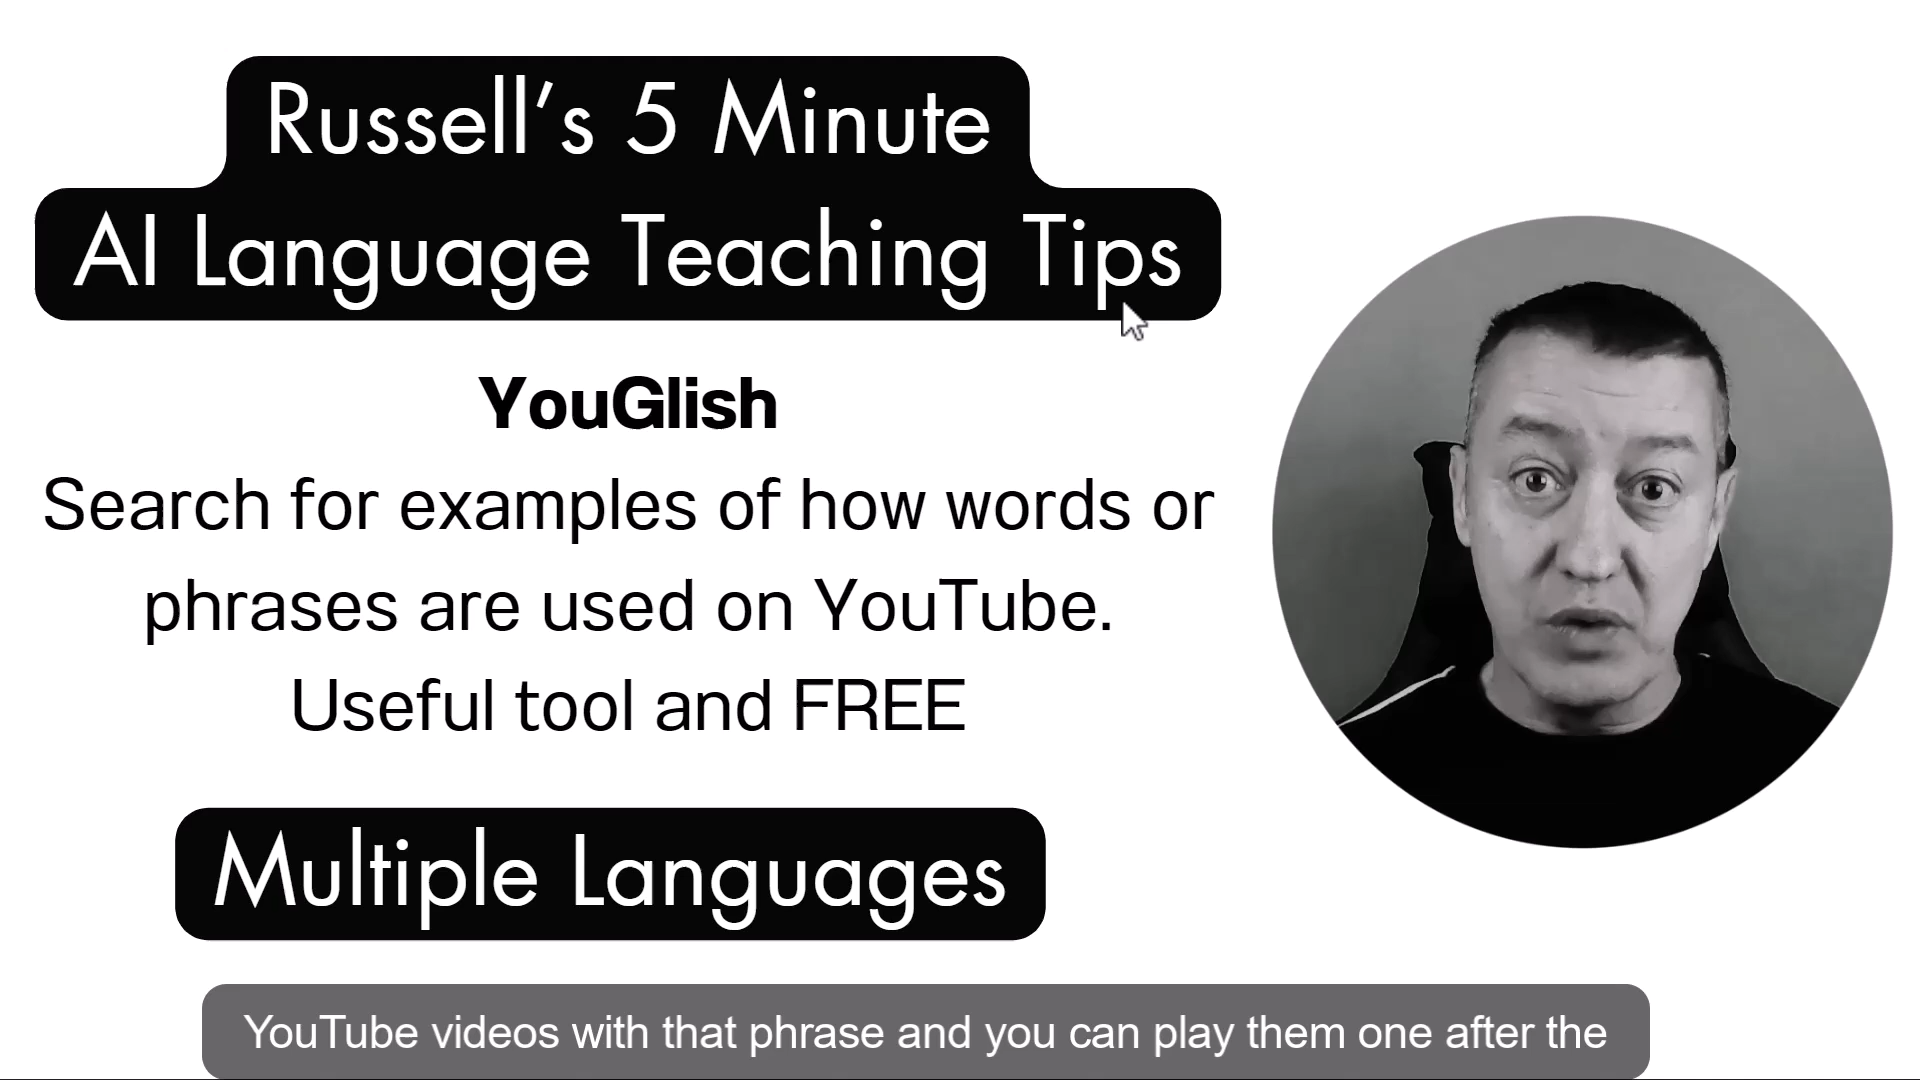 Russell’s 5 Minute
AI Language Teaching Tips
YouGlish
Search for examples of how words or
phrases are used on YouTube.
Useful tool and FREE
Multiple Languages
YouTube videos with that phrase and you can play them one after the